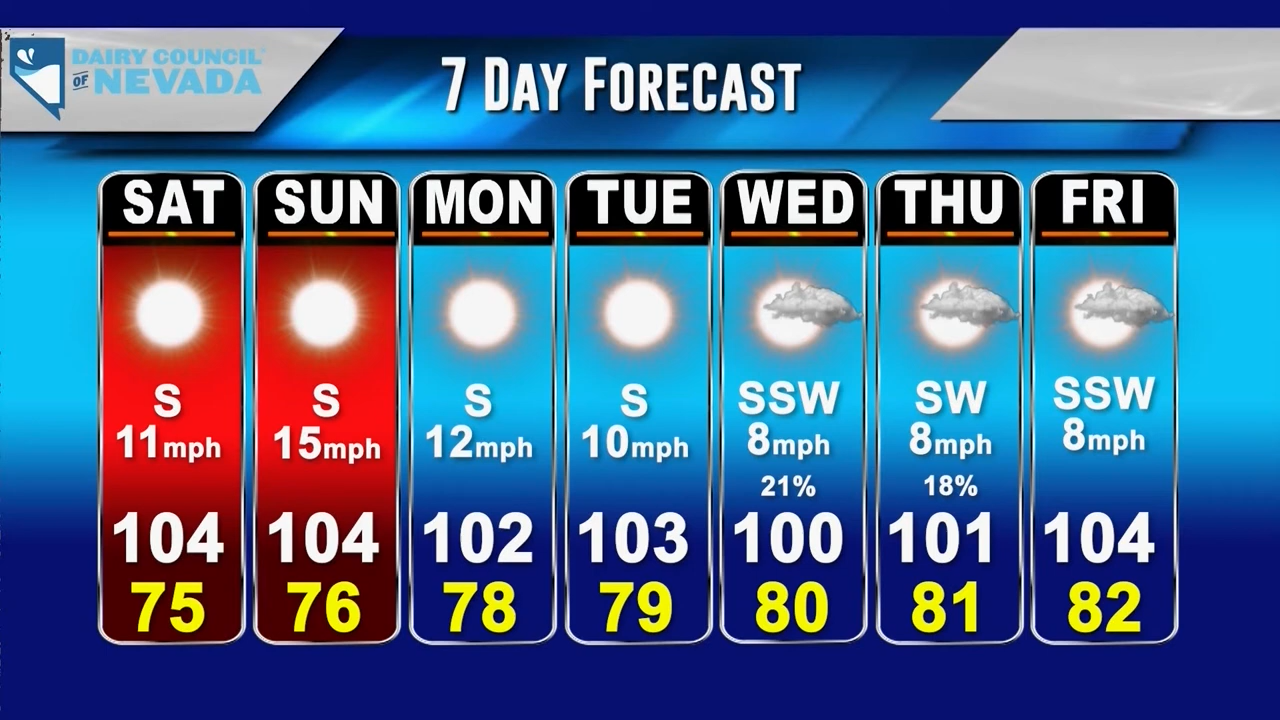 DAIRY COUNCIL
OF NEVADA
7 DAY FORECAST
SAT
S
11mph
104
75
SUN
S
15mph
104
76
MON
S
12mph
102
78
TUE
S
10mph
103
79
WED
SSW
8mph
21%
100
80
THU
SW
8mph
18%
101
81
FRI
SSW
8mph
104
82